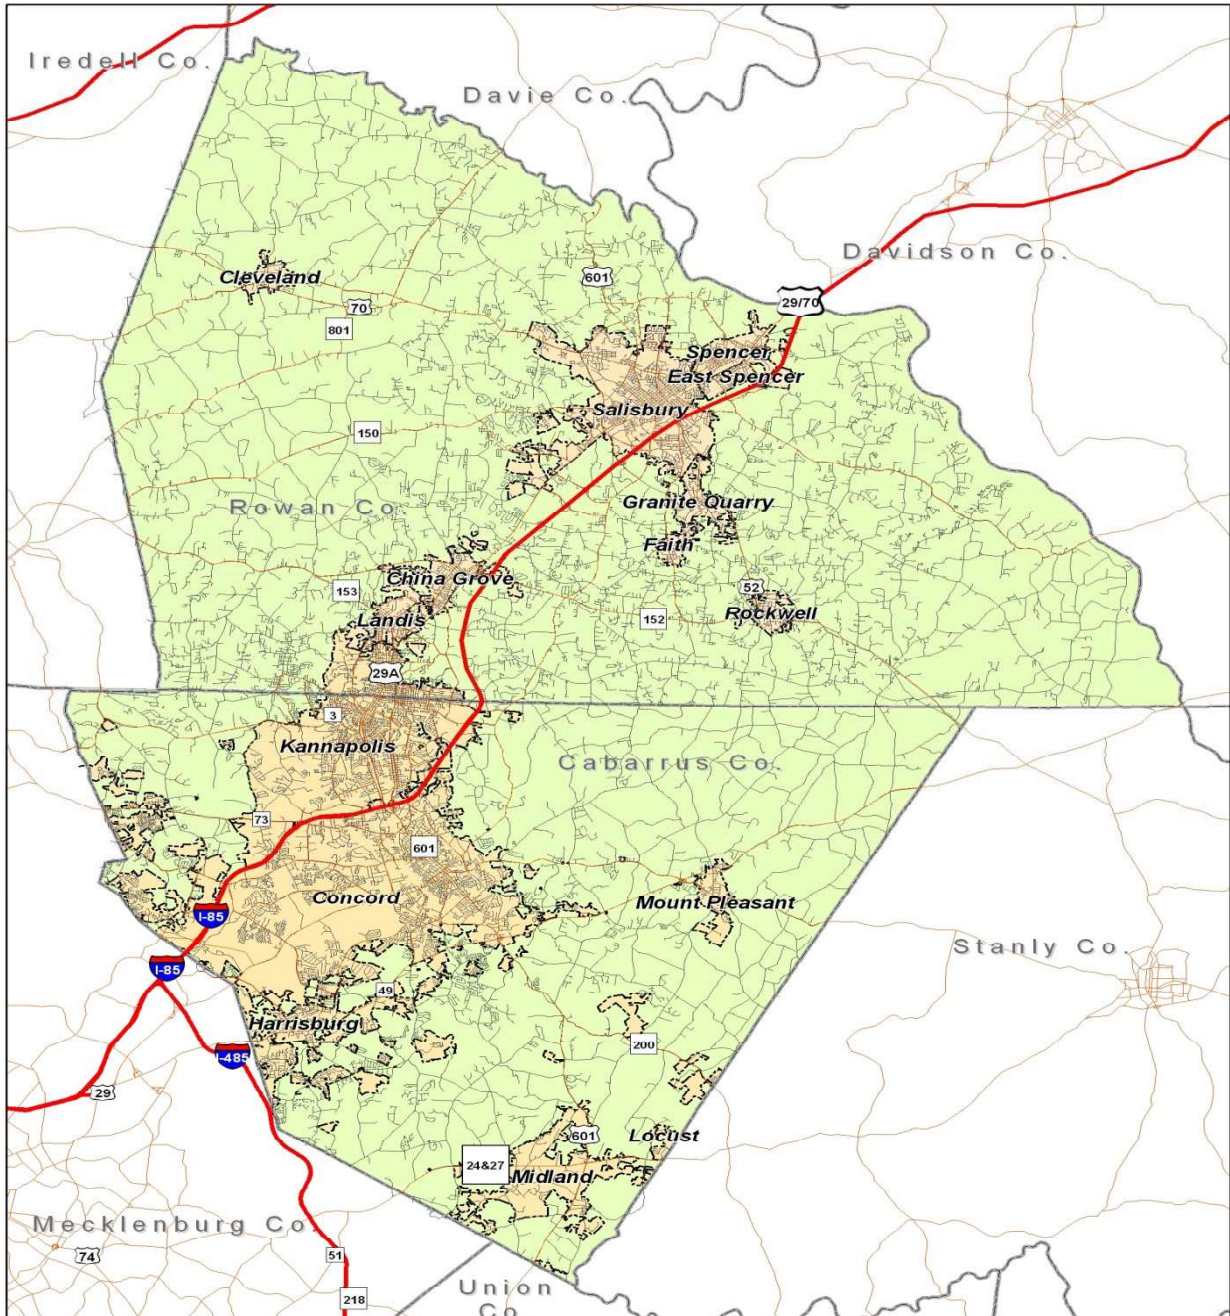 Iredell Co.
Davie Co.
Davidson Co.
Cleveland
601
29/70
70
801
Spencer
East Spencer
Salisbury
150
Granite Quarry
Rowan Co
Faith
China Grove
153
52
Rockwell
Landis
152
29A
3
Kannapolis
Cabarrus Co.
73
601
Concord
Mount Pleasant
I-85
Stanly Co.
I-85
49
Harrisburg
200
I-485
29
601
Locust
24&27
Midland
Mecklenburg Co.
74
51
Union
Co
218